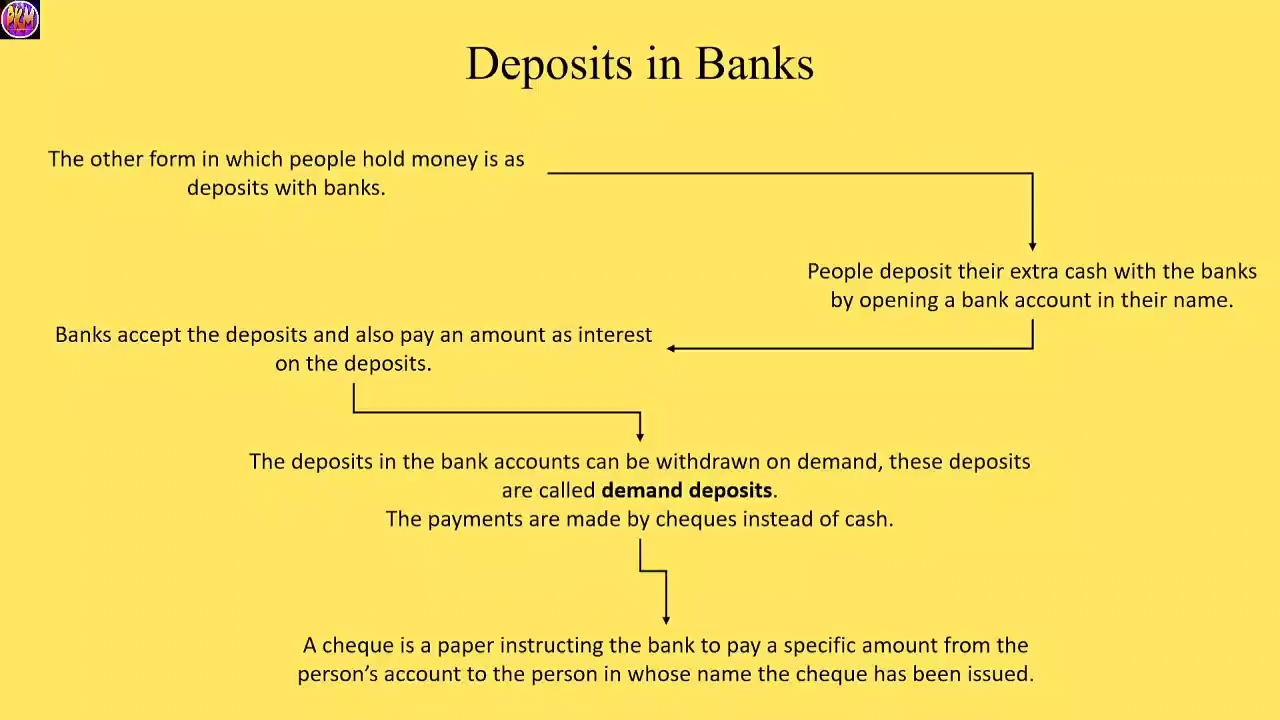 Deposits in Banks
The other form in which people hold money is as
deposits with banks.
People deposit their extra cash with the banks
by opening a bank account in their name.
Banks accept the deposits and also pay an amount as interest
on the deposits.
The deposits in the bank accounts can be withdrawn on demand, these deposits
are called demand deposits.
The payments are made by cheques instead of cash.
A cheque is a paper instructing the bank to pay a specific amount from the
person’s account to the person in whose name the cheque has been issued.